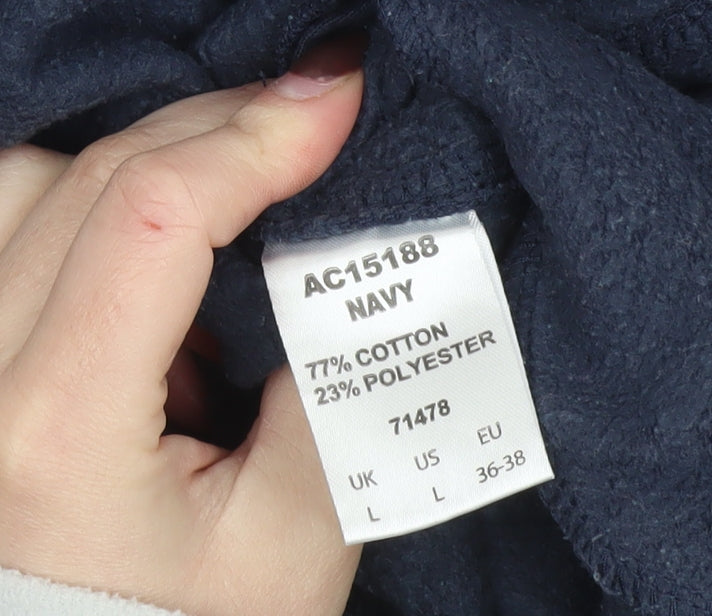 AC15188
NAVY
77% COTTON
23% POLYESTER
71478
UK US EU
L L 36-38